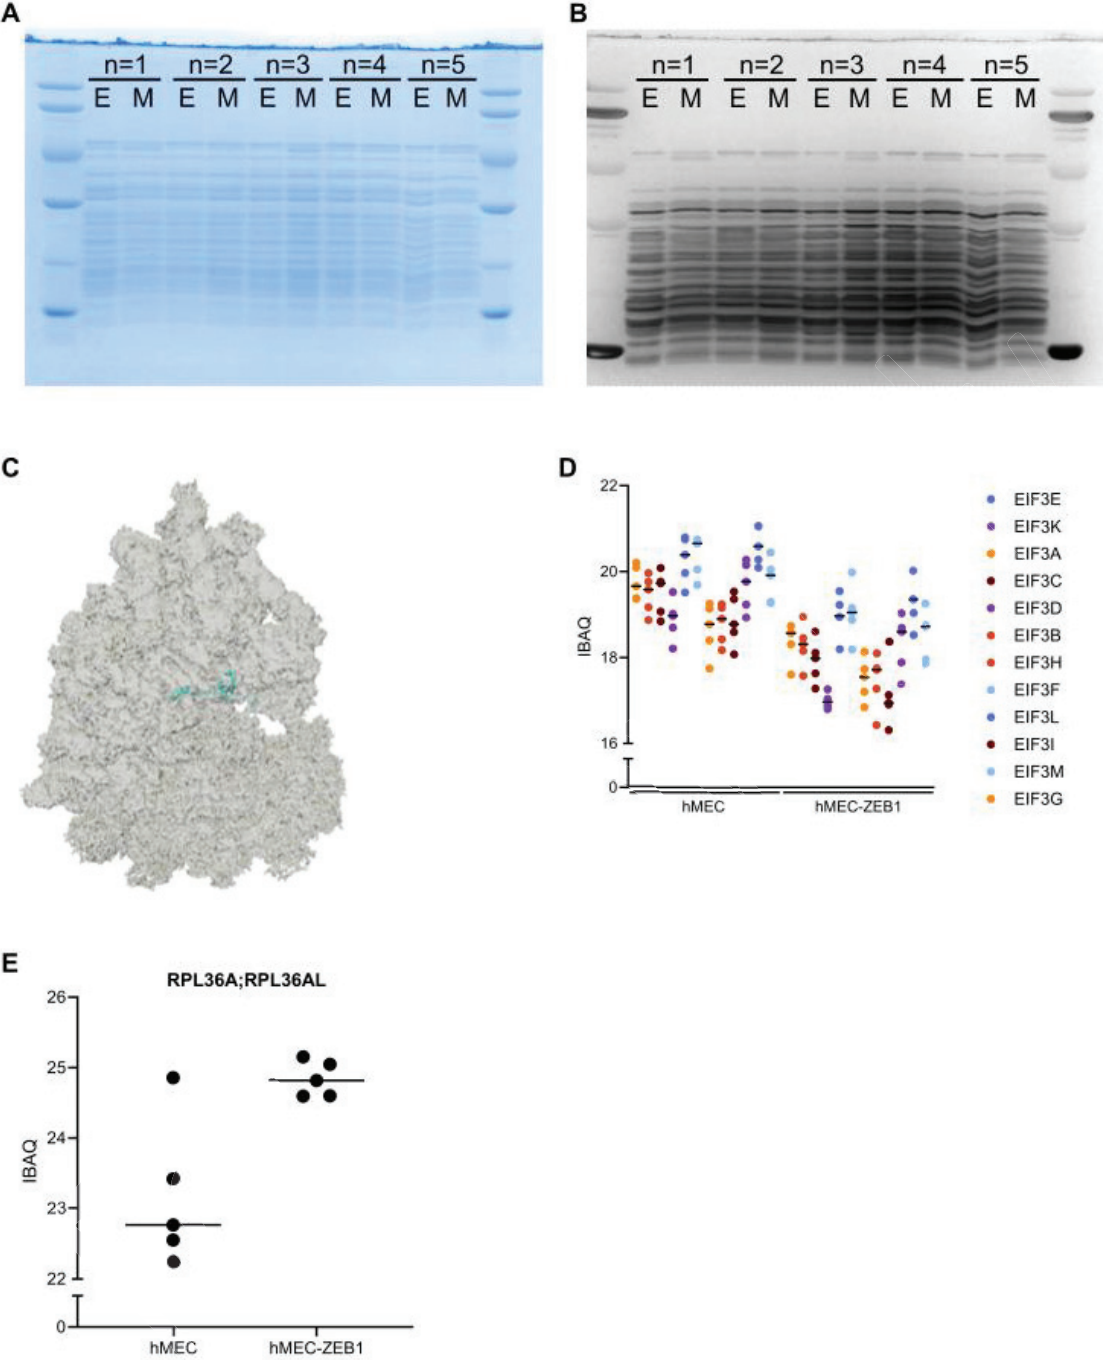 A
n=1 n=2 n=3 n=4 n=5
E M E M E M E M E M
B
n=1 n=2 n=3 n=4 n=5
E M E M E M E M E M
C
D
22
20
18
16
0
IBAQ
hMEC hMEC-ZEB1
EIF3E
EIF3K
EIF3A
EIF3C
EIF3D
EIF3B
EIF3H
EIF3F
EIF3L
EIF3I
EIF3M
EIF3G
E
RPL36A;RPL36AL
26
25
24
23
22
0
IBAQ
hMEC hMEC-ZEB1